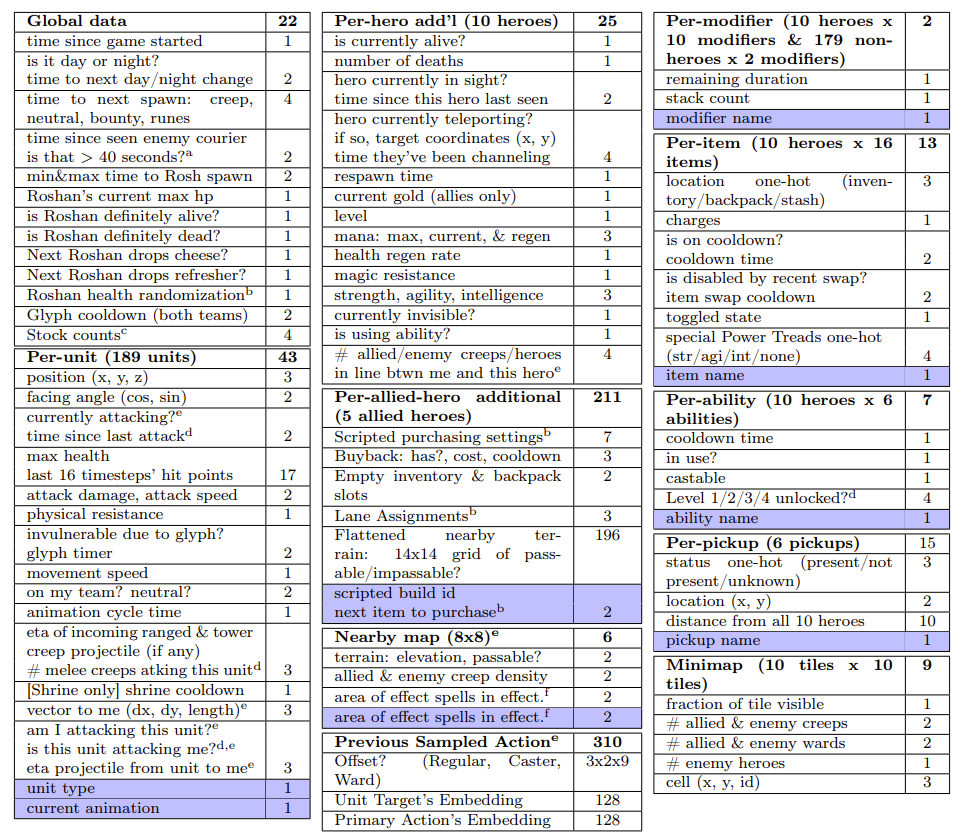 Global data 22
time since game started 1
is it day or night?
time to next day/night change 2
time to next spawn: creep, 4
neutral, bounty, runes
time since seen enemy courier
is that > 40 seconds?a 2
min&max time to Rosh spawn 2
Roshan's current max hp 1
is Roshan definitely alive? 1
is Roshan definitely dead? 1
Next Roshan drops cheese? 1
Next Roshan drops refresher? 1
Roshan health randomizationb 1
Glyph cooldown (both teams) 2
Stock countsc 4
Per-unit (189 units) 43
position (x, y, z) 3
facing angle (cos, sin) 2
currently attacking?e
time since last attackd 2
max health
last 16 timesteps' hit points 17
attack damage, attack speed 2
physical resistance 1
invulnerable due to glyph?
glyph timer 2
movement speed 1
on my team? neutral? 2
animation cycle time 1
eta of incoming ranged & tower
creep projectile (if any)
# melee creeps atking this unitd 3
[Shrine only] shrine cooldown 1
vector to me (dx, dy, length)e 3
am I attacking this unit?e
is this unit attacking me?d,e
eta projectile from unit to mee 3
unit type 1
current animation 1
Per-hero add'l (10 heroes) 25
is currently alive? 1
number of deaths 1
hero currently in sight?
time since this hero last seen 2
hero currently teleporting?
if so, target coordinates (x, y)
time they've been channeling 4
respawn time 1
current gold (allies only) 1
level 1
mana: max, current, & regen 3
health regen rate 1
magic resistance 1
strength, agility, intelligence 3
currently invisible? 1
is using ability? 1
# allied/enemy creeps/heroes 4
in line btwn me and this heroe
Per-allied-hero additional 211
(5 allied heroes)
Scripted purchasing settingsb 7
Buyback: has?, cost, cooldown 3
Empty inventory & backpack 2
slots
Lane Assignmentsb 3
Flattened nearby ter- 196
rain: 14x14 grid of pass-
able/impassable?
scripted build id
next item to purchaseb 2
Nearby map (8x8)e 6
terrain: elevation, passable? 2
allied & enemy creep density 2
area of effect spells in effect.f 2
area of effect spells in effect.f 2
Previous Sampled Actione 310
Offset? (Regular, Caster, 3x2x9
Ward)
Unit Target's Embedding 128
Primary Action's Embedding 128
Per-modifier (10 heroes x 2
10 modifiers & 179 non-
heroes x 2 modifiers)
remaining duration 1
stack count 1
modifier name 1
Per-item (10 heroes x 16 13
items)
location one-hot (inven- 3
tory/backpack/stash)
charges 1
is on cooldown?
cooldown time 2
is disabled by recent swap?
item swap cooldown 2
toggled state 1
special Power Treads one-hot
(str/agi/int/none) 4
item name 1
Per-ability (10 heroes x 6 7
abilities)
cooldown time 1
in use? 1
castable 1
Level 1/2/3/4 unlocked?d 4
ability name 1
Per-pickup (6 pickups) 15
status one-hot (present/not 3
present/unknown)
location (x, y) 2
distance from all 10 heroes 10
pickup name 1
Minimap (10 tiles x 10 9
tiles)
fraction of tile visible 1
# allied & enemy creeps 2
# allied & enemy wards 2
# enemy heroes 1
cell (x, y, id) 3